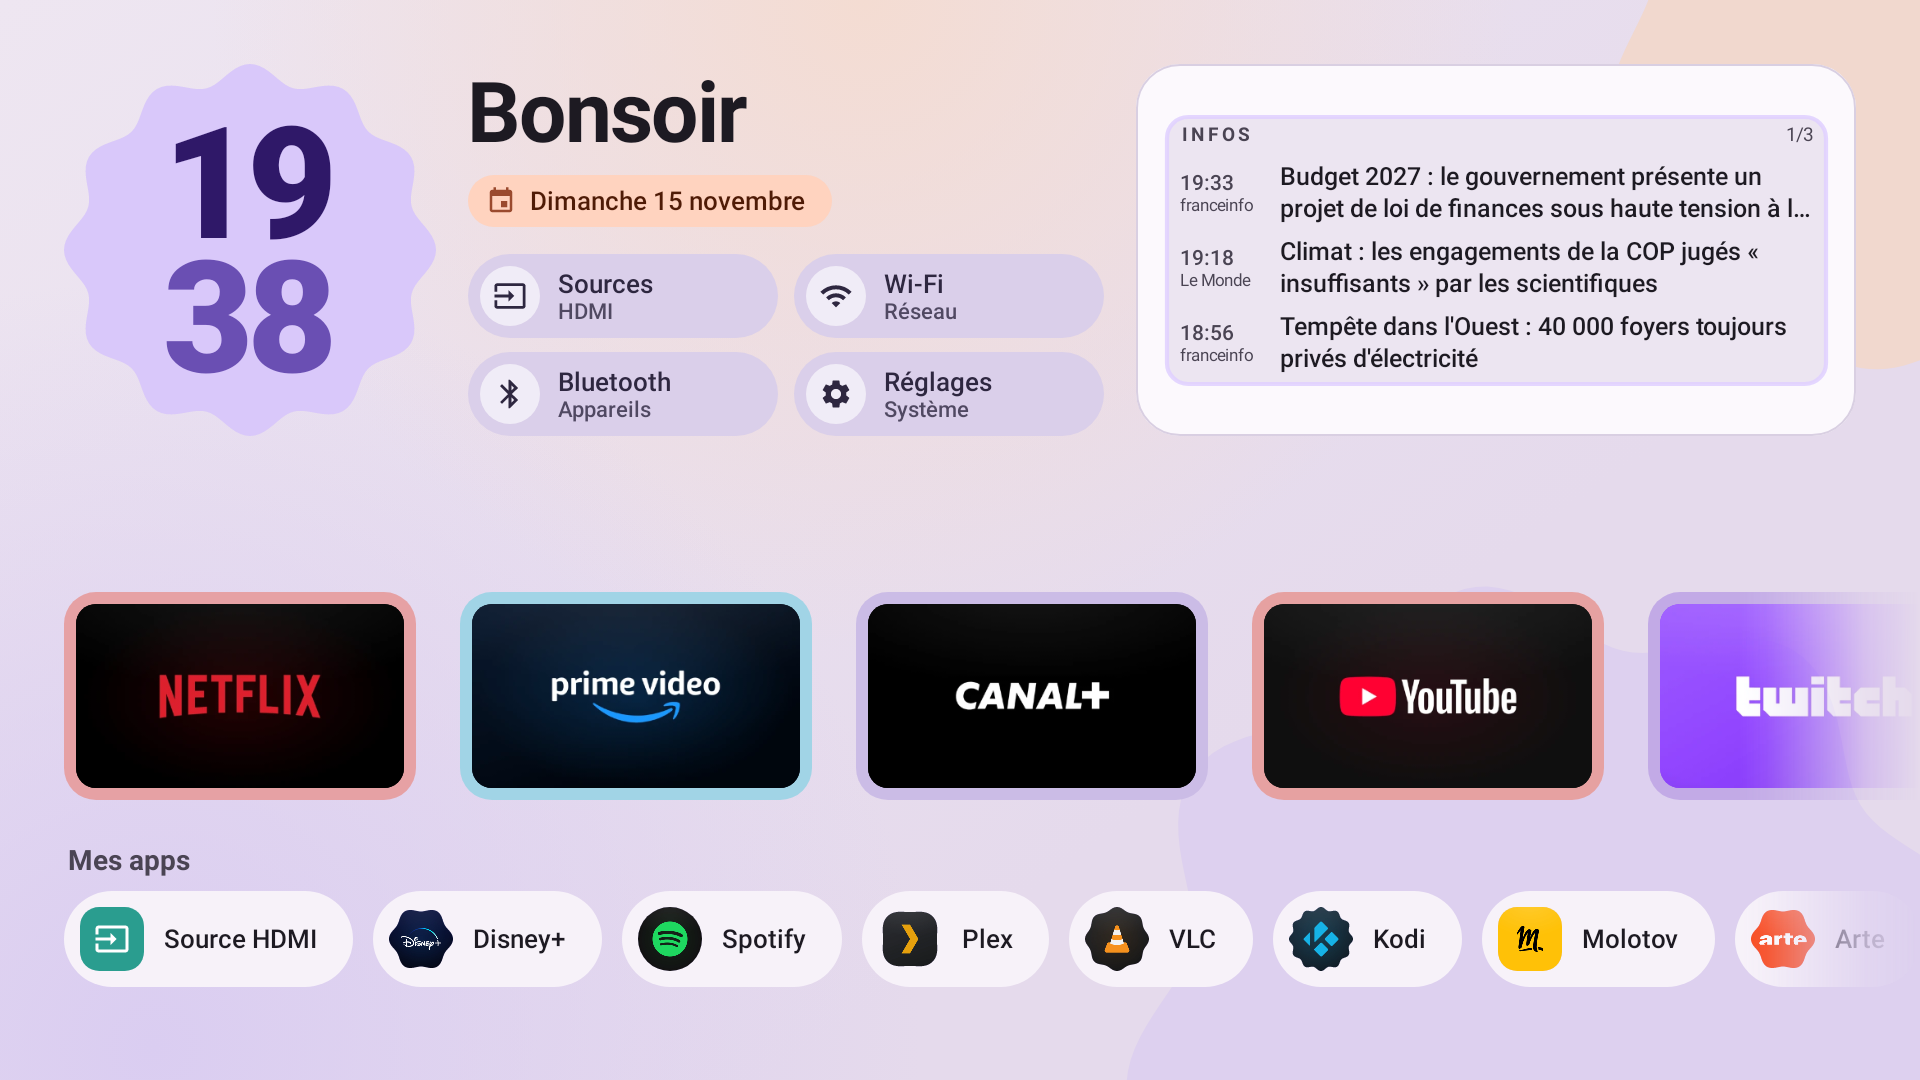 19
38
Bonsoir
Dimanche 15 novembre
Sources
HDMI
Wi-Fi
Réseau
Bluetooth
Appareils
Réglages
Système
INFOS
1/3
19:33
franceinfo
Budget 2027 : le gouvernement présente un
projet de loi de finances sous haute tension à l...
19:18
Le Monde
Climat : les engagements de la COP jugés «
insuffisants » par les scientifiques
18:56
franceinfo
Tempête dans l'Ouest : 40 000 foyers toujours
privés d'électricité
NETFLIX
prime video
CANAL+
YouTube
twitch
Mes apps
Source HDMI
Disney+
Disney+
Spotify
Plex
VLC
Kodi
M.
Molotov
arte
Arte